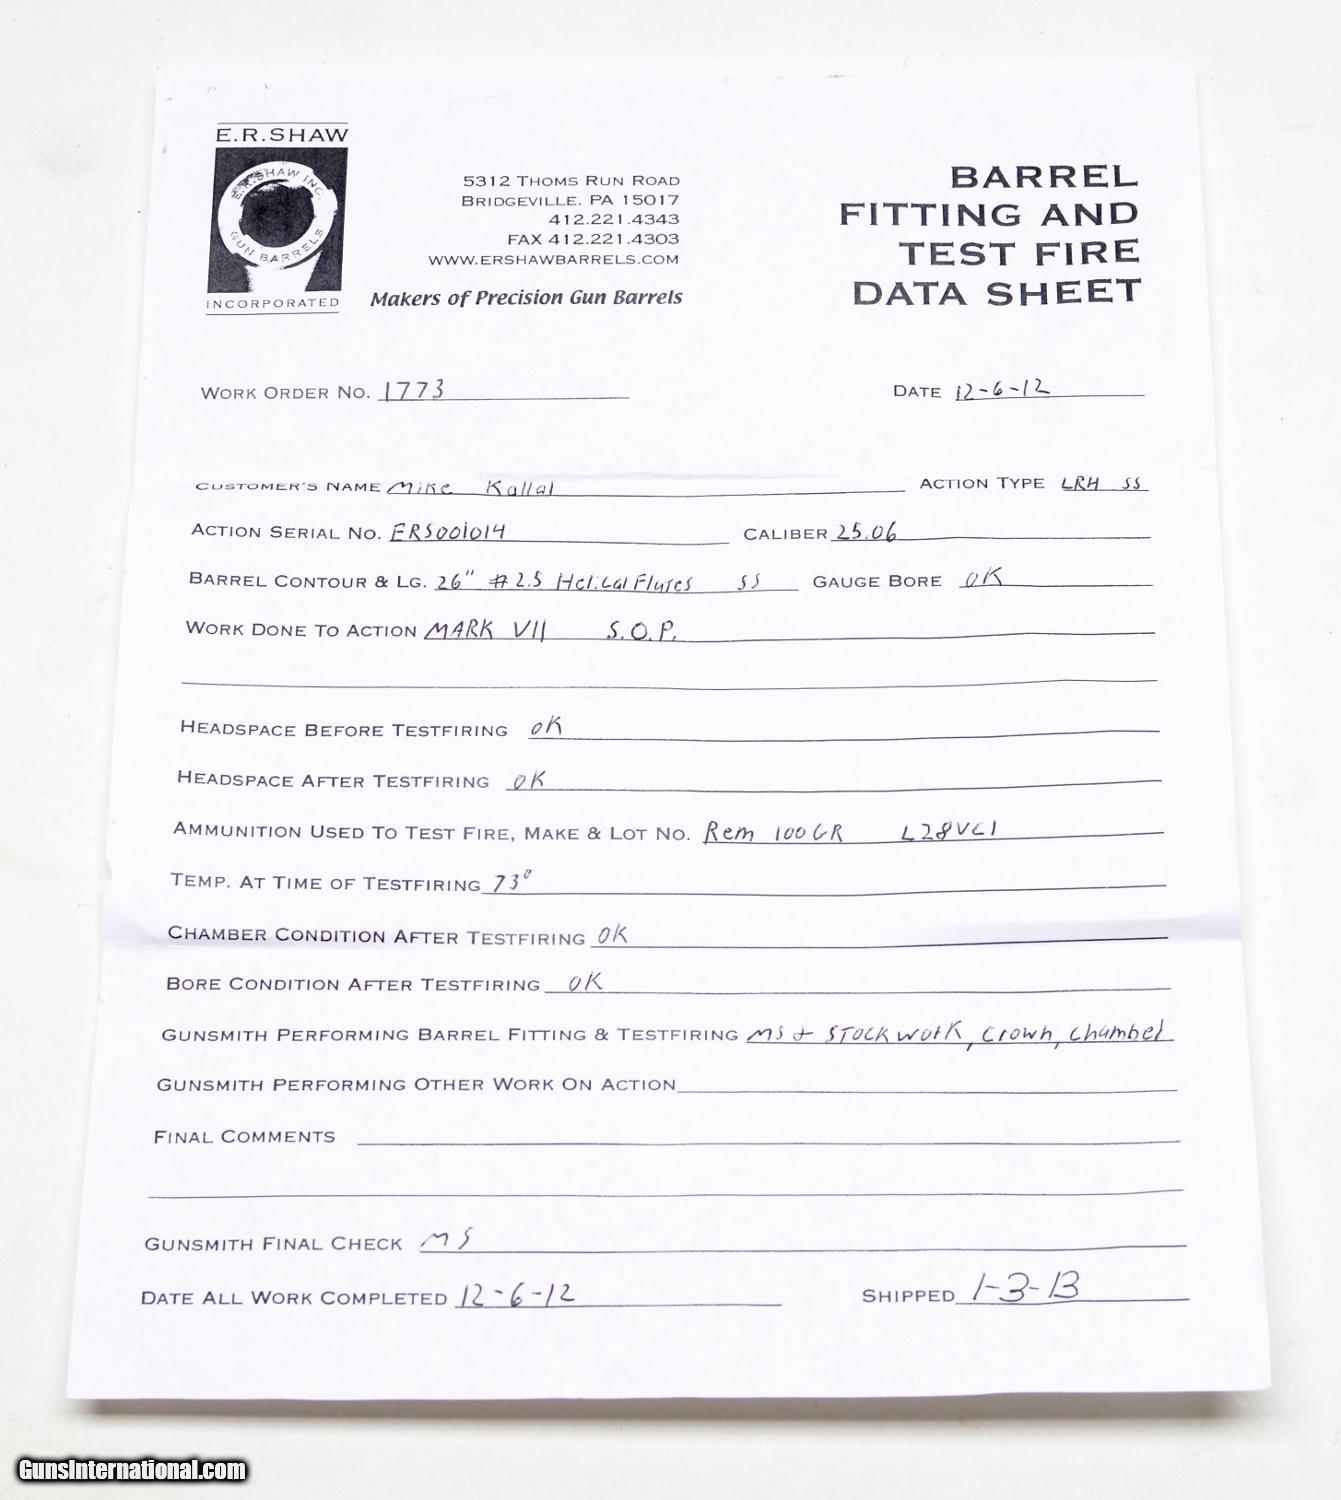 E.R.SHAW
E.R.SHAW INC.
GUN BARRELS
INCORPORATED
5312 THOMS RUN ROAD
BRIDGEVILLE. PA 15017
412.221.4343
FAX 412.221.4303
WWW.ERSHAWBARRELS.COM
Makers of Precision Gun Barrels
BARREL
FITTING AND
TEST FIRE
DATA SHEET
WORK ORDER NO. 1773
DATE 12-6-12
CUSTOMER'S NAME Mike Kallal ACTION TYPE LRH SS
ACTION SERIAL NO. ERS001014 CALIBER 25.06
BARREL CONTOUR & LG. 26" #2.5 Helical Flutes SS GAUGE BORE OK
WORK DONE TO ACTION MARK VII S.O.P.
HEADSPACE BEFORE TESTFIRING OK
HEADSPACE AFTER TESTFIRING OK
AMMUNITION USED TO TEST FIRE, MAKE & LOT NO. Rem 100GR L28VC1
TEMP. AT TIME OF TESTFIRING 73°
CHAMBER CONDITION AFTER TESTFIRING OK
BORE CONDITION AFTER TESTFIRING OK
GUNSMITH PERFORMING BARREL FITTING & TESTFIRING MS + STOCK WORK, Crown, Chamber
GUNSMITH PERFORMING OTHER WORK ON ACTION
FINAL COMMENTS
GUNSMITH FINAL CHECK MS
DATE ALL WORK COMPLETED 12-6-12 SHIPPED 1-3-13
GunsInternational.com